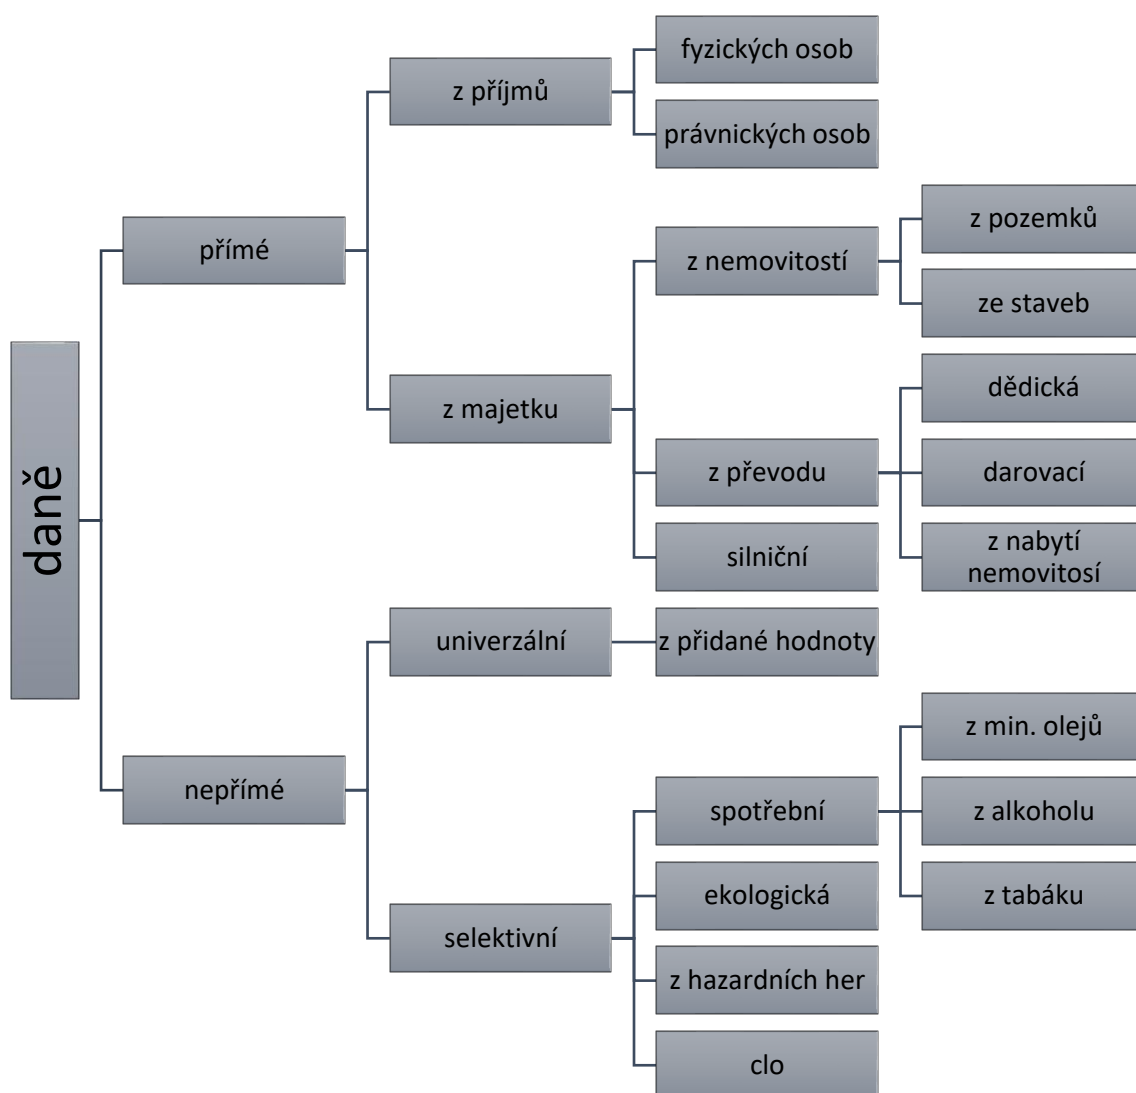 daně
přímé
z příjmů
fyzických osob
právnických osob
z majetku
z nemovitostí
z pozemků
ze staveb
z převodu
dědická
darovací
z nabytí
nemovitosí
silniční
nepřímé
univerzální
z přidané hodnoty
selektivní
spotřební
z min. olejů
z alkoholu
z tabáku
ekologická
z hazardních her
clo